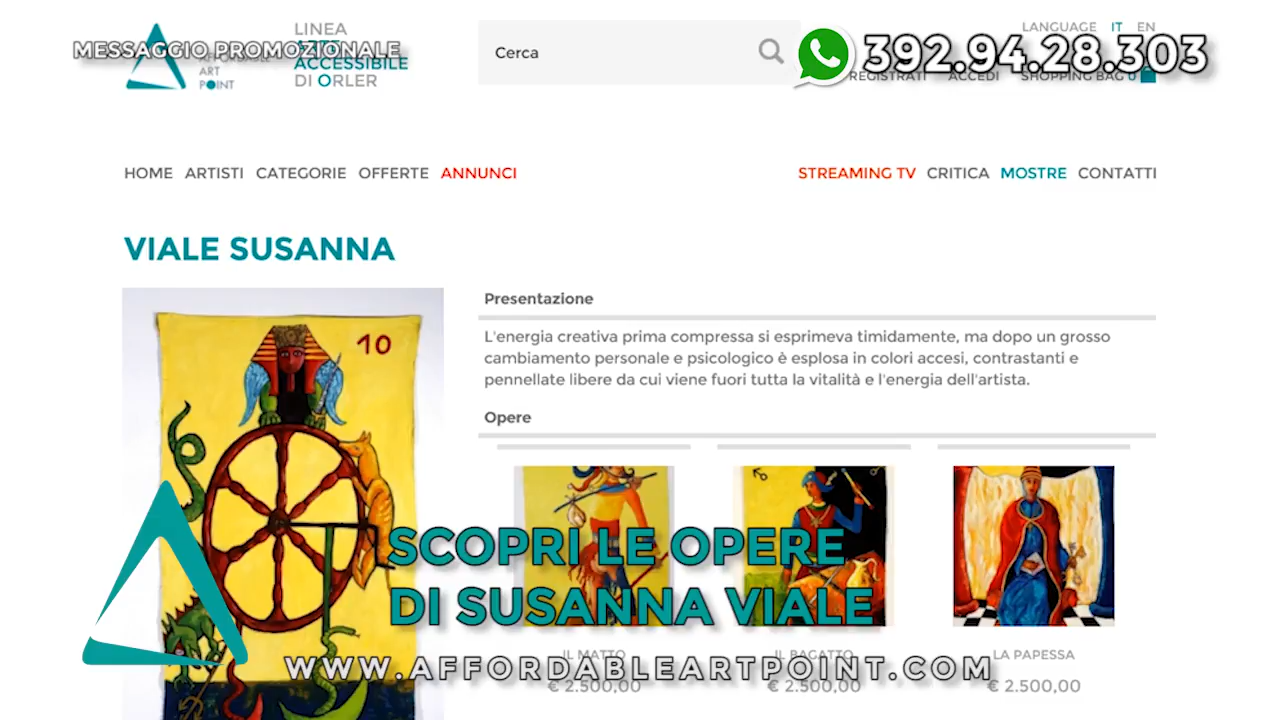 MESSAGGIO PROMOZIONALE
ART
POINT
LINEA
ARTE
ACCESSIBILE
DI ORLER
Cerca
LANGUAGE IT EN
392.94.28.303
REGISTRATI ACCEDI SHOPPING BAG 0
HOME ARTISTI CATEGORIE OFFERTE ANNUNCI
STREAMING TV CRITICA MOSTRE CONTATTI
VIALE SUSANNA
10
Presentazione
L'energia creativa prima compressa si esprimeva timidamente, ma dopo un grosso
cambiamento personale e psicologico è esplosa in colori accesi, contrastanti e
pennellate libere da cui viene fuori tutta la vitalità e l'energia dell'artista.
Opere
SCOPRI LE OPERE
DI SUSANNA VIALE
IL MATTO
IL BAGATTO
LA PAPESSA
WWW.AFFORDABLEARTPOINT.COM
€ 2.500,00
€ 2.500,00
€ 2.500,00